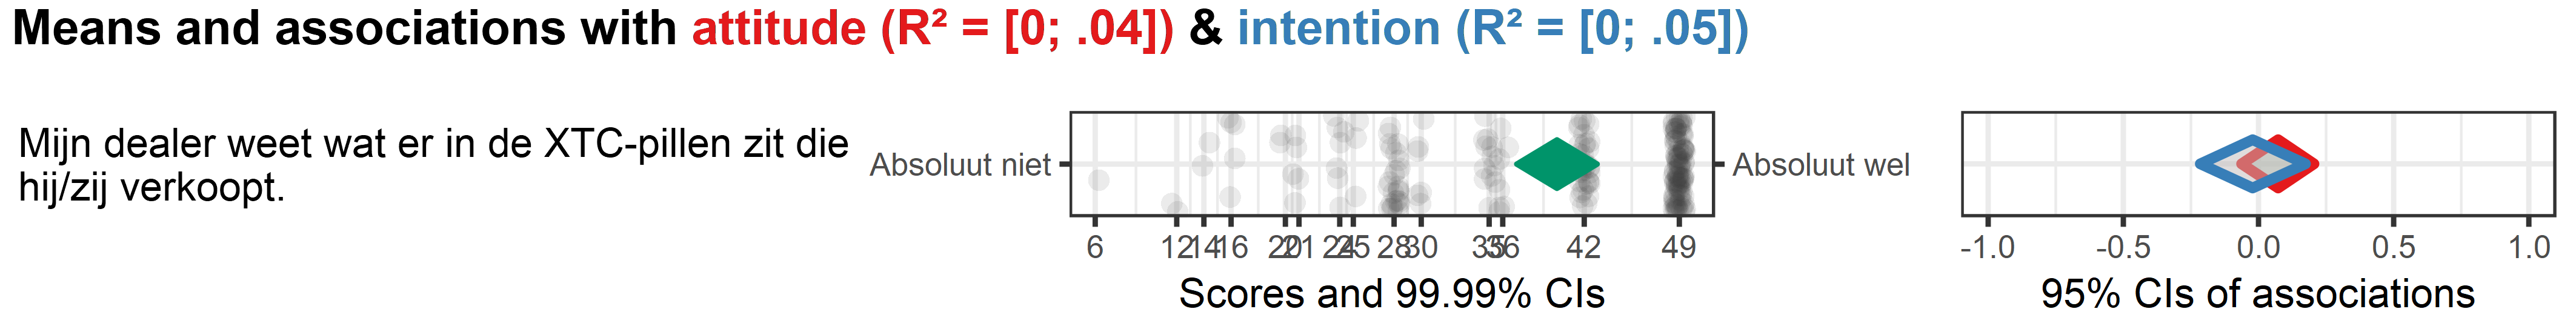 Means and associations with attitude (R² = [0; .04]) & intention (R² = [0; .05])
Mijn dealer weet wat er in de XTC-pillen zit die
hij/zij verkoopt.
Absoluut niet
Absoluut wel
6 12 14 16 20 21 24 25 28 30 35 36 42 49
Scores and 99.99% CIs
-1.0 -0.5 0.0 0.5 1.0
95% CIs of associations